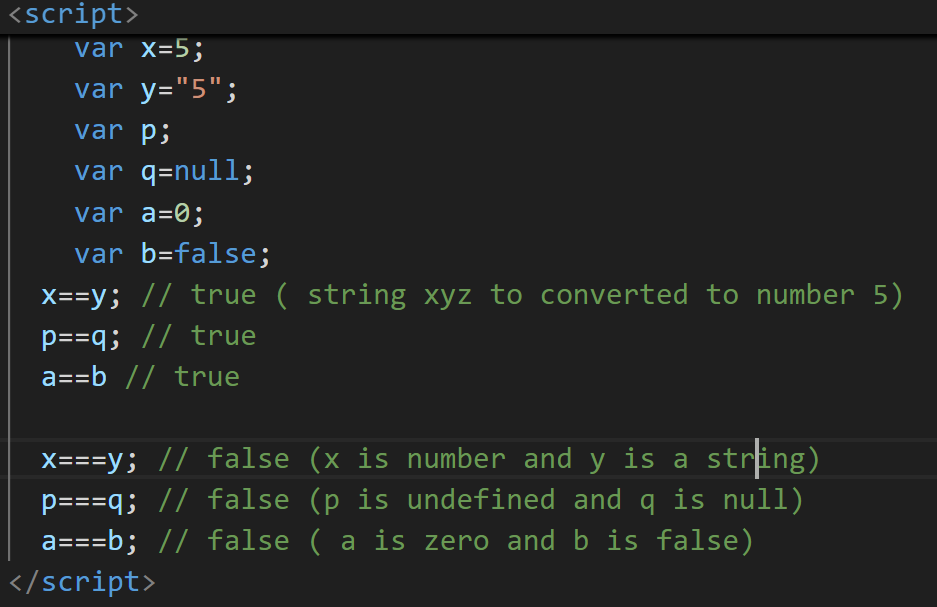 <script>
var x=5;
var y="5";
var p;
var q=null;
var a=0;
var b=false;
x==y; // true ( string xyz to converted to number 5)
p==q; // true
a==b // true
x===y; // false (x is number and y is a string)
p===q; // false (p is undefined and q is null)
a===b; // false ( a is zero and b is false)
</script>